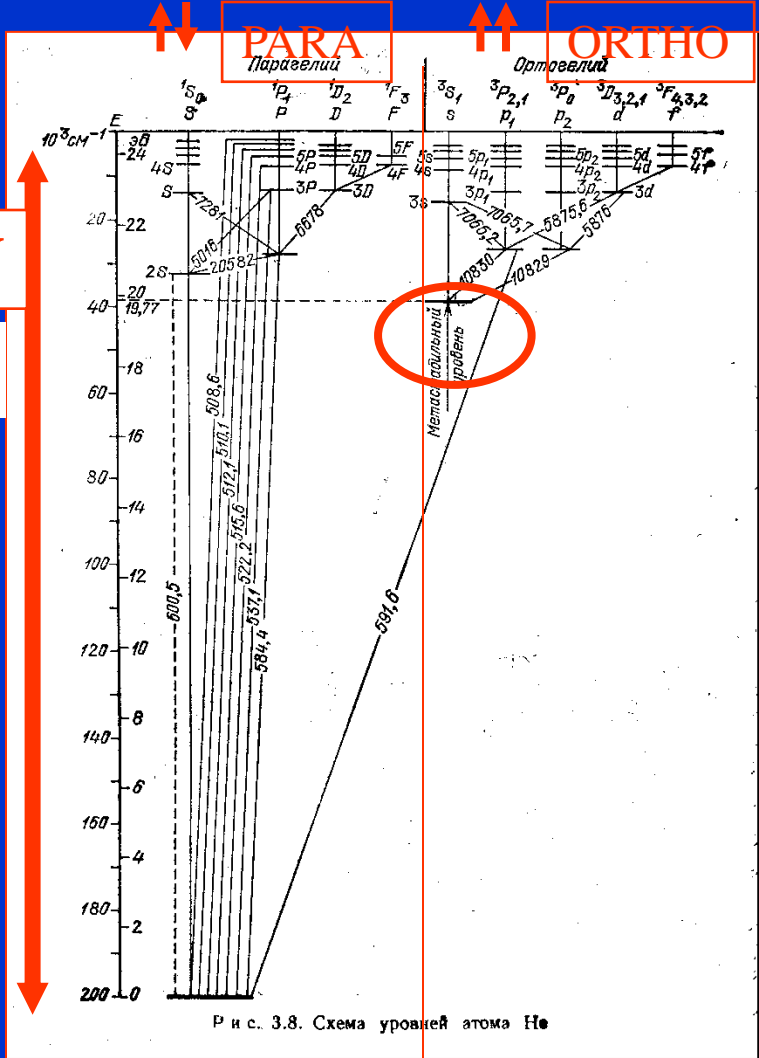 PARA ORTHO
Парагелий Ортогелий
¹S₀ ¹P₁ ¹D₂ ¹F₃ ³S₁ ³P₂,₁ ³P₀ ³D₃,₂,₁ ³F₄,₃,₂
E S P D F s p₁ p₂ d f
10³см⁻¹ эВ
24 5P 5D 5F 5s 5p₁ 5p₂ 5d 5f
4S 4P 4D 4F 4s 4p₁ 4p₂ 4d 4f
S 3P 3D 3s 3p₁ 3p₂ 3d
7281 6678 7065,7 5875,6 5876
20 22 5016 20582 7065,2
2S 10830 10829
20
40 19,77
Метастабильный
уровень
18
60
508,6
16
510,1
80
512,1
14
515,6
522,2
100 12
600,5 537,1 591,6
584,4
120 10
8
140
6
160
4
180
2
200 0
Рис. 3.8. Схема уровней атома He